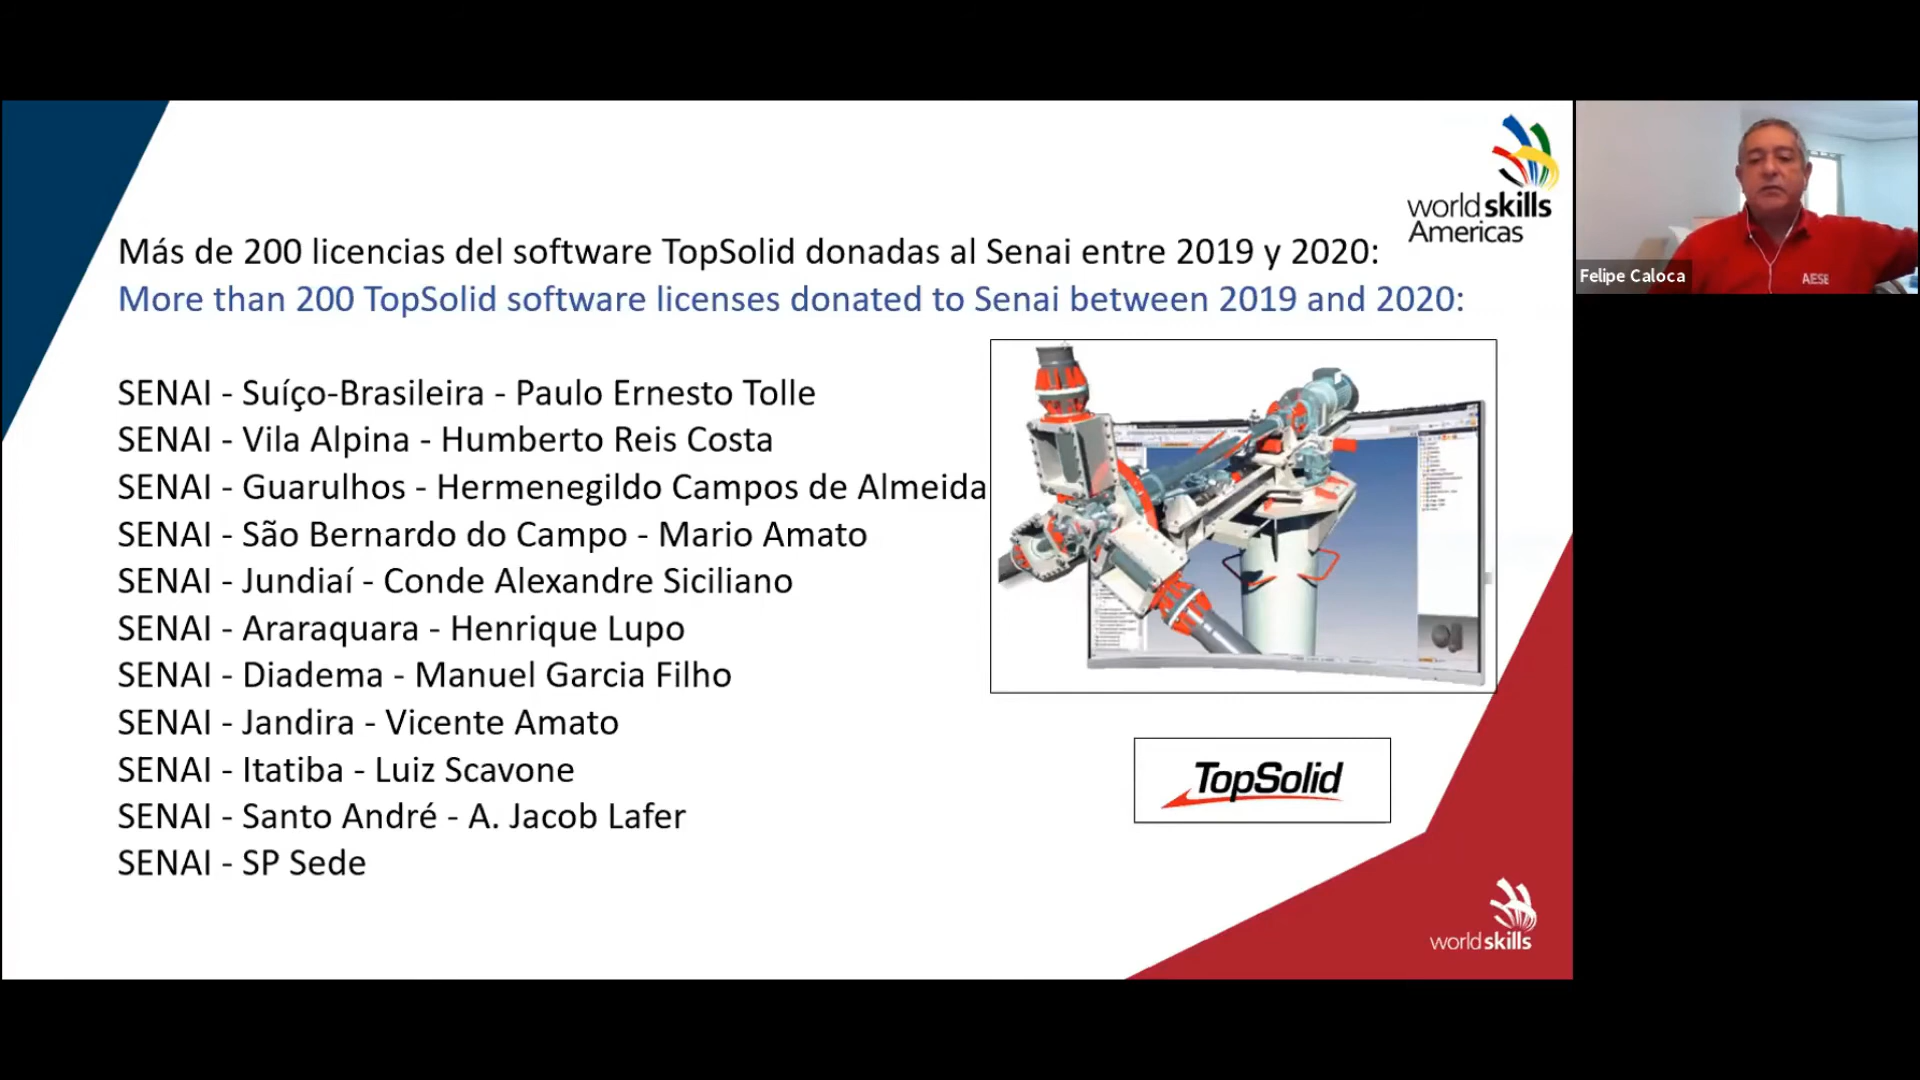 world skills
Americas
Más de 200 licencias del software TopSolid donadas al Senai entre 2019 y 2020:
More than 200 TopSolid software licenses donated to Senai between 2019 and 2020:
SENAI - Suíço-Brasileira - Paulo Ernesto Tolle
SENAI - Vila Alpina - Humberto Reis Costa
SENAI - Guarulhos - Hermenegildo Campos de Almeida
SENAI - São Bernardo do Campo - Mario Amato
SENAI - Jundiaí - Conde Alexandre Siciliano
SENAI - Araraquara - Henrique Lupo
SENAI - Diadema - Manuel Garcia Filho
SENAI - Jandira - Vicente Amato
SENAI - Itatiba - Luiz Scavone
SENAI - Santo André - A. Jacob Lafer
SENAI - SP Sede
TopSolid
world skills
Felipe Caloca